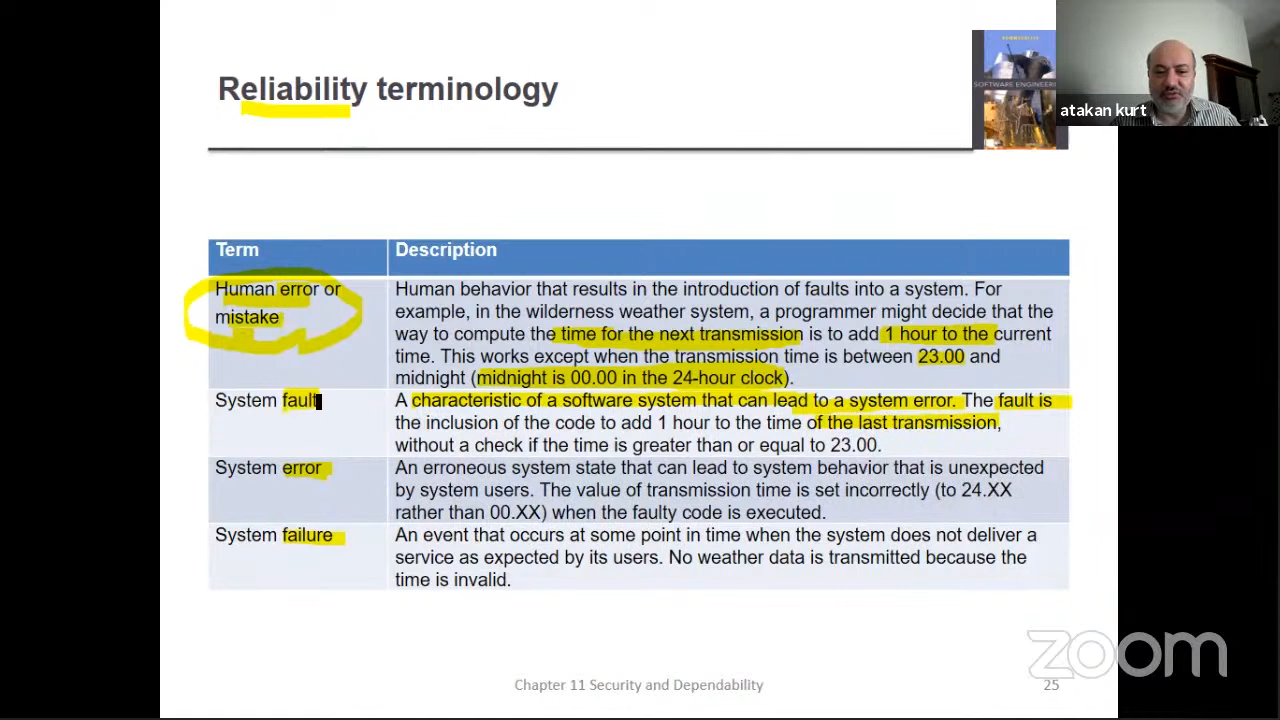 Reliability terminology
SOMMERVILLE
SOFTWARE ENGINEERING
atakan kurt
Term
Description
Human error or
mistake
Human behavior that results in the introduction of faults into a system. For
example, in the wilderness weather system, a programmer might decide that the
way to compute the time for the next transmission is to add 1 hour to the current
time. This works except when the transmission time is between 23.00 and
midnight (midnight is 00.00 in the 24-hour clock).
System fault
A characteristic of a software system that can lead to a system error. The fault is
the inclusion of the code to add 1 hour to the time of the last transmission,
without a check if the time is greater than or equal to 23.00.
System error
An erroneous system state that can lead to system behavior that is unexpected
by system users. The value of transmission time is set incorrectly (to 24.XX
rather than 00.XX) when the faulty code is executed.
System failure
An event that occurs at some point in time when the system does not deliver a
service as expected by its users. No weather data is transmitted because the
time is invalid.
zoom
Chapter 11 Security and Dependability
25